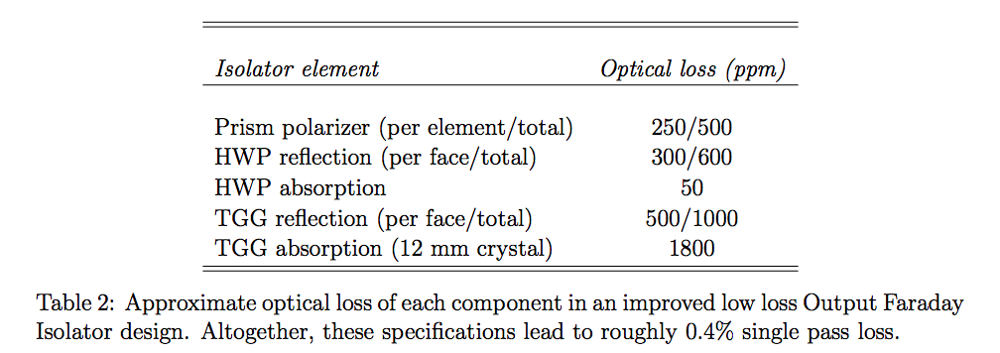 Isolator element Optical loss (ppm)
Prism polarizer (per element/total) 250/500
HWP reflection (per face/total) 300/600
HWP absorption 50
TGG reflection (per face/total) 500/1000
TGG absorption (12 mm crystal) 1800
Table 2: Approximate optical loss of each component in an improved low loss Output Faraday
Isolator design. Altogether, these specifications lead to roughly 0.4% single pass loss.